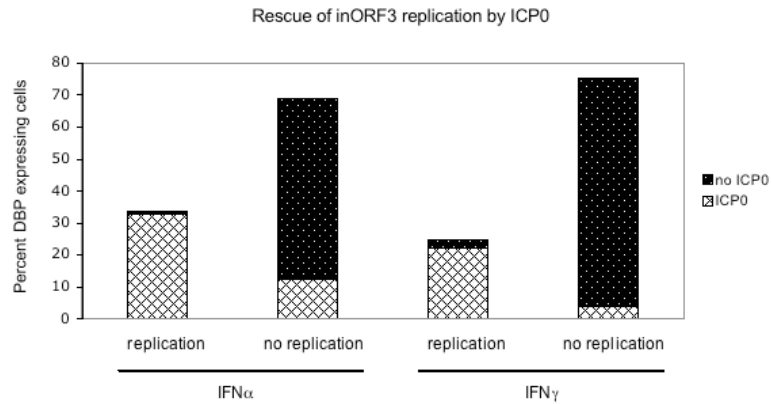 Rescue of inORF3 replication by ICP0
Percent DBP expressing cells
80
70
60
50
40
30
20
10
0
no ICP0
ICP0
replication no replication replication no replication
IFNα IFNγ